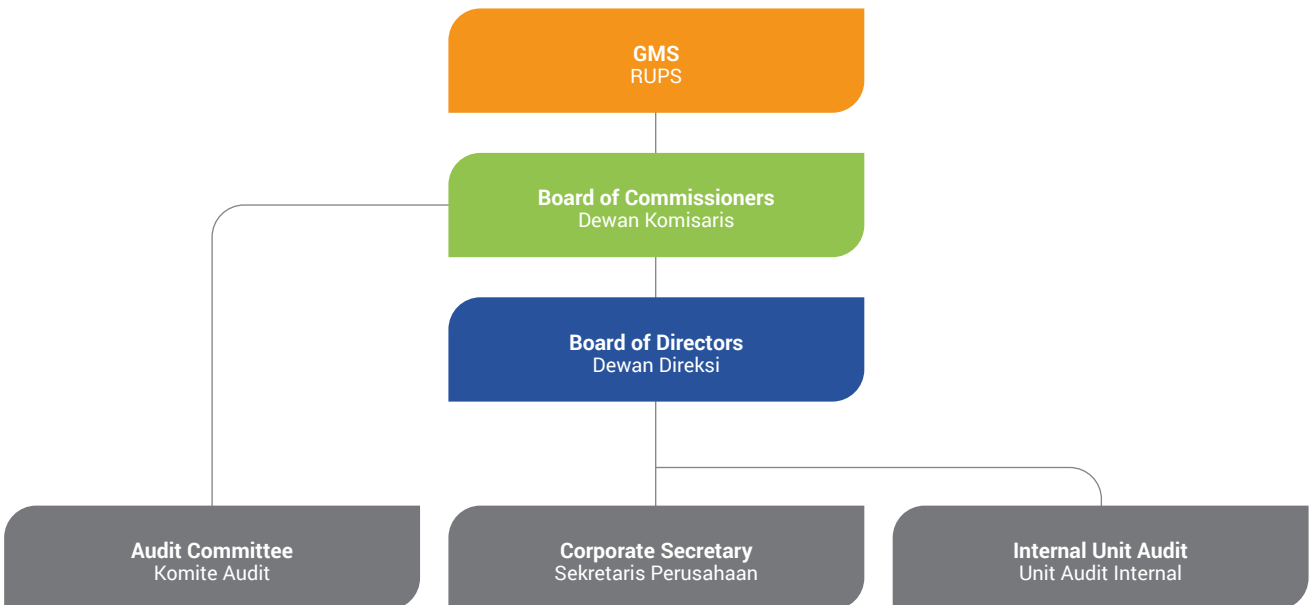 GMS
RUPS
Board of Commissioners
Dewan Komisaris
Board of Directors
Dewan Direksi
Audit Committee
Komite Audit
Corporate Secretary
Sekretaris Perusahaan
Internal Unit Audit
Unit Audit Internal